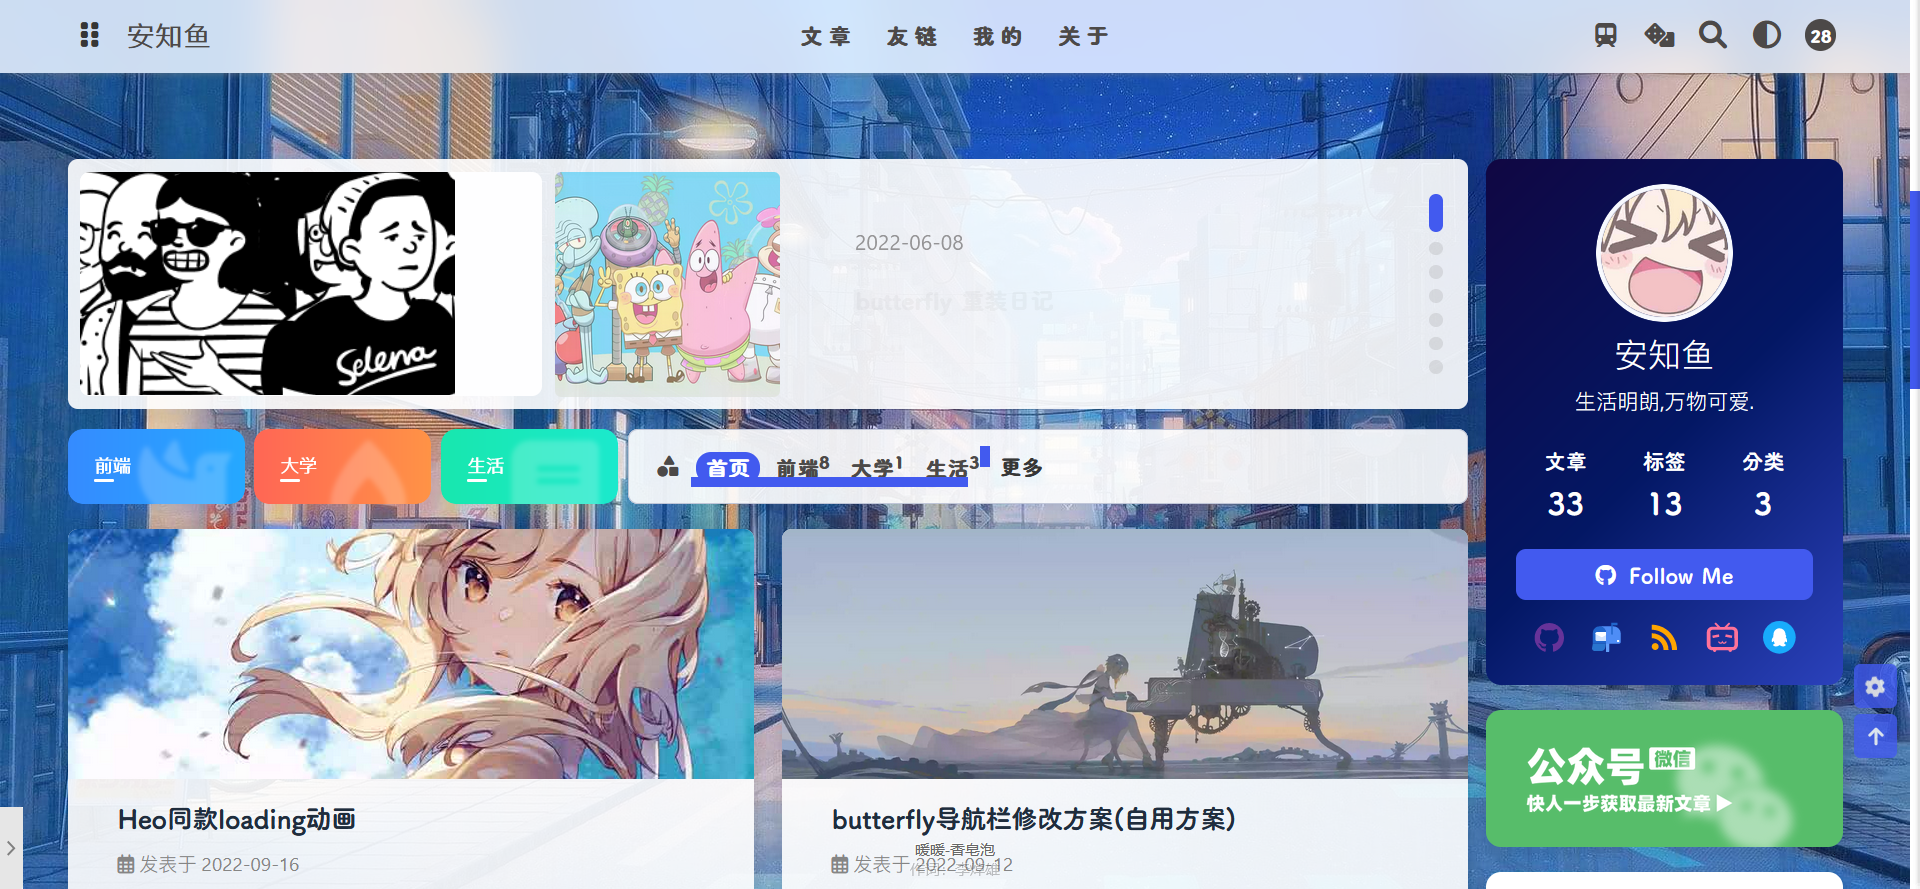 安知鱼
文章 友链 我的 关于
28
Selena
2022-06-08
butterfly 重装日记
前端
大学
生活
首页 前端8 大学1 生活3 更多
安知鱼
生活明朗,万物可爱.
文章 标签 分类
33 13 3
Follow Me
公众号 微信
快人一步获取最新文章
Heo同款loading动画
发表于 2022-09-16
butterfly导航栏修改方案(自用方案)
发表于 2022-09-12
暖暖-香皂泡